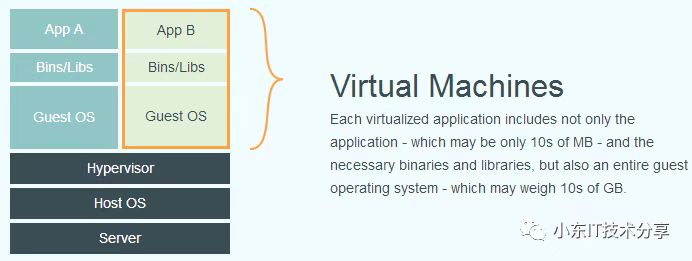 App A
App B
Bins/Libs
Bins/Libs
Guest OS
Guest OS
Hypervisor
Host OS
Server
Virtual Machines
Each virtualized application includes not only the
application - which may be only 10s of MB - and the
necessary binaries and libraries, but also an entire guest
operating system - which may weigh 10s of GB.
小东IT技术分享